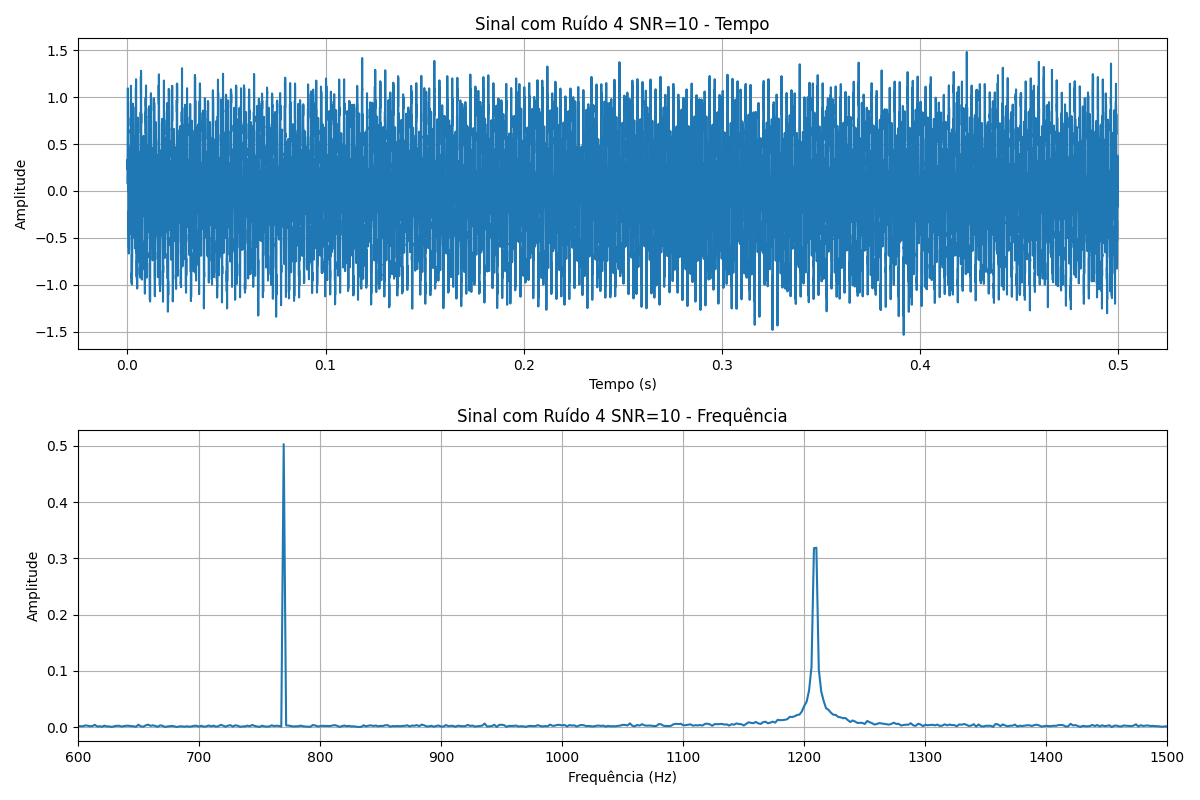 Sinal com Ruído 4 SNR=10 - Tempo
1.5
1.0
0.5
0.0
−0.5
−1.0
−1.5
Amplitude
0.0 0.1 0.2 0.3 0.4 0.5
Tempo (s)
Sinal com Ruído 4 SNR=10 - Frequência
0.5
0.4
0.3
0.2
0.1
0.0
Amplitude
600 700 800 900 1000 1100 1200 1300 1400 1500
Frequência (Hz)